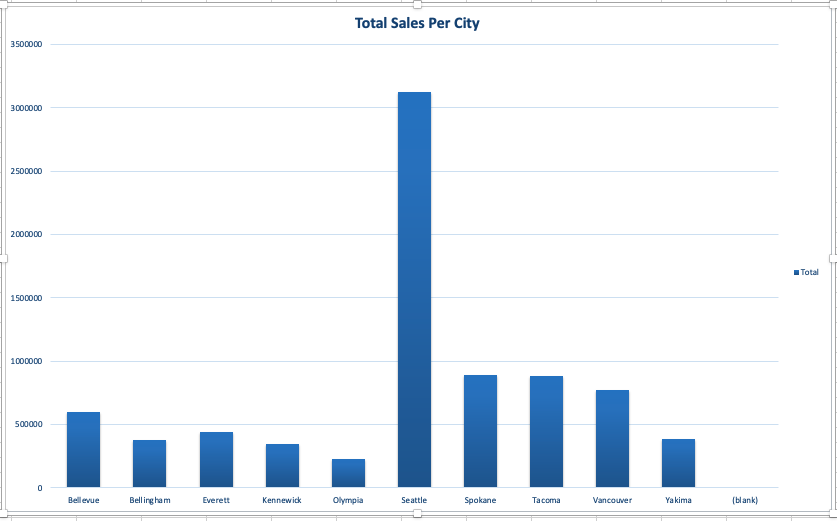 Total Sales Per City
3500000
3000000
2500000
2000000
1500000
1000000
500000
0
Bellevue Bellingham Everett Kennewick Olympia Seattle Spokane Tacoma Vancouver Yakima (blank)
Total